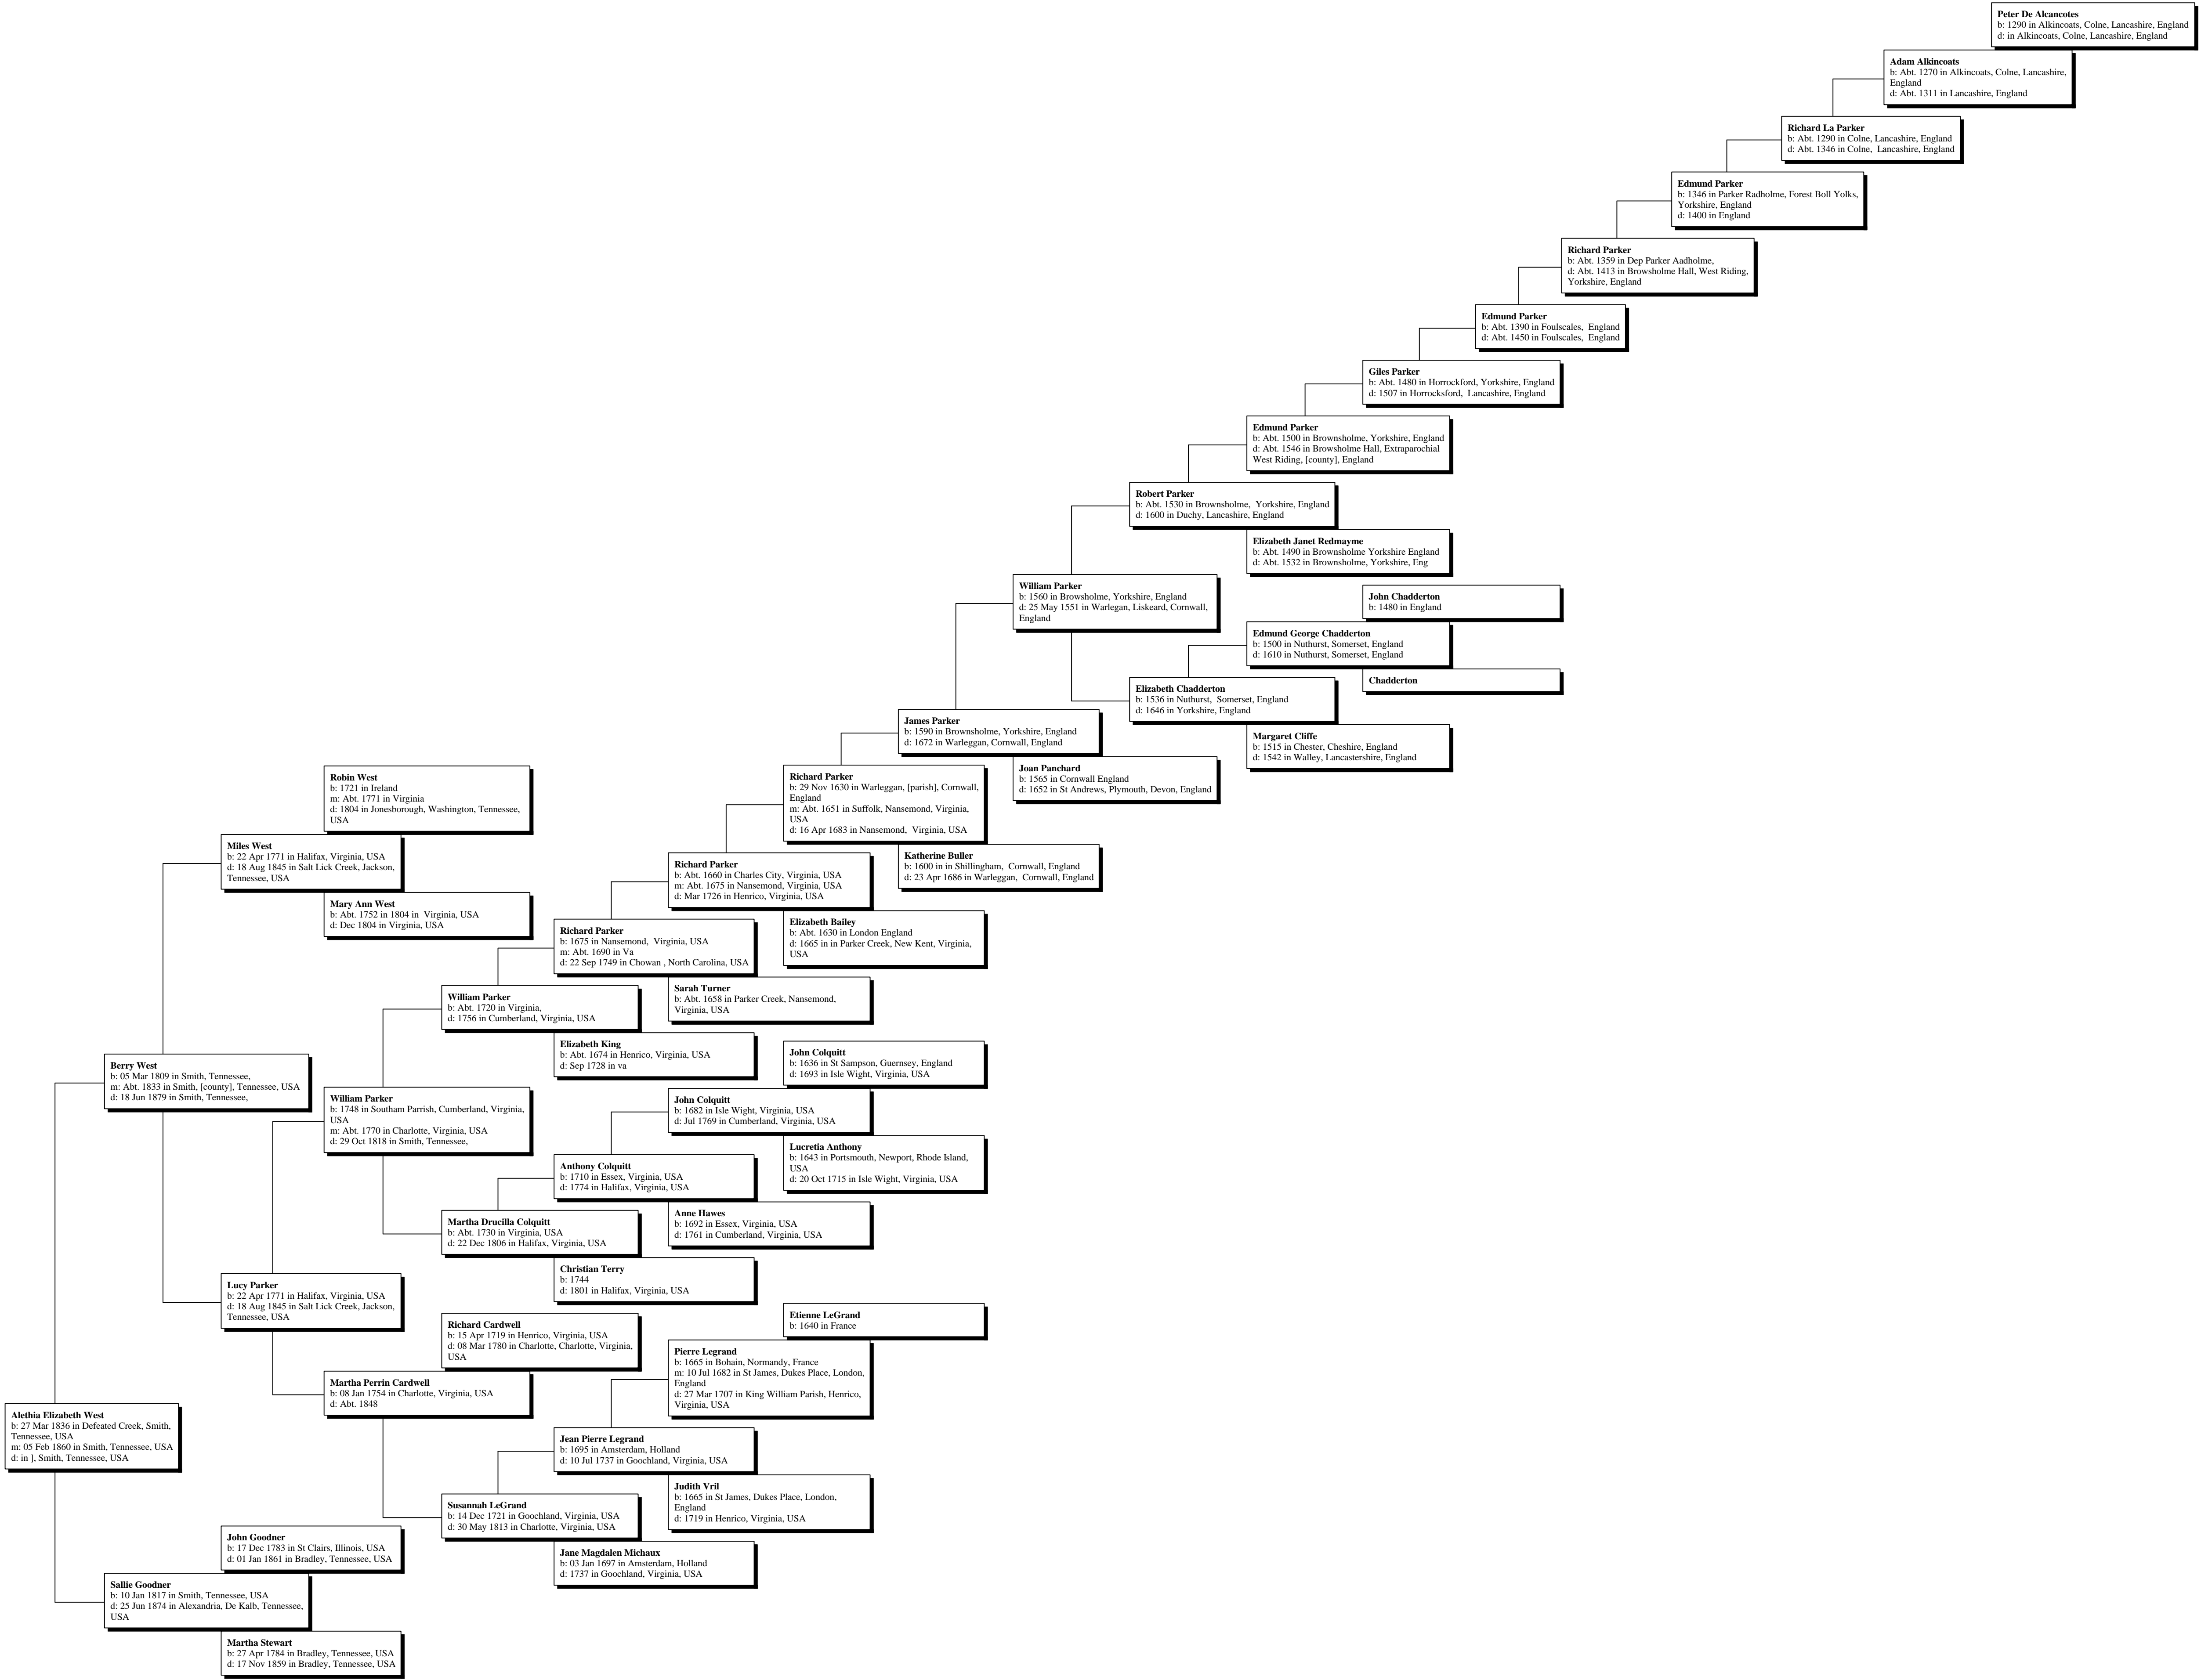 Peter De Alcancotes
b: 1290 in Alkincoats, Colne, Lancashire, England
d: in Alkincoats, Colne, Lancashire, England
Adam Alkincoats
b: Abt. 1270 in Alkincoats, Colne, Lancashire,
England
d: Abt. 1311 in Lancashire, England
Richard La Parker
b: Abt. 1290 in Colne, Lancashire, England
d: Abt. 1346 in Colne, Lancashire, England
Edmund Parker
b: 1346 in Parker Radholme, Forest Boll Yolks,
Yorkshire, England
d: 1400 in England
Richard Parker
b: Abt. 1359 in Dep Parker Aadholme,
d: Abt. 1413 in Browsholme Hall, West Riding,
Yorkshire, England
Edmund Parker
b: Abt. 1390 in Foulscales, England
d: Abt. 1450 in Foulscales, England
Giles Parker
b: Abt. 1480 in Horrockford, Yorkshire, England
d: 1507 in Horrocksford, Lancashire, England
Edmund Parker
b: Abt. 1500 in Brownsholme, Yorkshire, England
d: Abt. 1546 in Browsholme Hall, Extraparochial
West Riding, [county], England
Robert Parker
b: Abt. 1530 in Brownsholme, Yorkshire, England
d: 1600 in Duchy, Lancashire, England
Elizabeth Janet Redmayme
b: Abt. 1490 in Brownsholme Yorkshire England
d: Abt. 1532 in Brownsholme, Yorkshire, Eng
William Parker
b: 1560 in Browsholme, Yorkshire, England
d: 25 May 1551 in Warlegan, Liskeard, Cornwall,
England
John Chadderton
b: 1480 in England
Edmund George Chadderton
b: 1500 in Nuthurst, Somerset, England
d: 1610 in Nuthurst, Somerset, England
Chadderton
Elizabeth Chadderton
b: 1536 in Nuthurst, Somerset, England
d: 1646 in Yorkshire, England
Margaret Cliffe
b: 1515 in Chester, Cheshire, England
d: 1542 in Walley, Lancastershire, England
James Parker
b: 1590 in Brownsholme, Yorkshire, England
d: 1672 in Warleggan, Cornwall, England
Joan Panchard
b: 1565 in Cornwall England
d: 1652 in St Andrews, Plymouth, Devon, England
Richard Parker
b: 29 Nov 1630 in Warleggan, [parish], Cornwall,
England
m: Abt. 1651 in Suffolk, Nansemond, Virginia,
USA
d: 16 Apr 1683 in Nansemond, Virginia, USA
Katherine Buller
b: 1600 in in Shillingham, Cornwall, England
d: 23 Apr 1686 in Warleggan, Cornwall, England
Robin West
b: 1721 in Ireland
m: Abt. 1771 in Virginia
d: 1804 in Jonesborough, Washington, Tennessee,
USA
Miles West
b: 22 Apr 1771 in Halifax, Virginia, USA
d: 18 Aug 1845 in Salt Lick Creek, Jackson,
Tennessee, USA
Mary Ann West
b: Abt. 1752 in 1804 in Virginia, USA
d: Dec 1804 in Virginia, USA
Richard Parker
b: Abt. 1660 in Charles City, Virginia, USA
m: Abt. 1675 in Nansemond, Virginia, USA
d: Mar 1726 in Henrico, Virginia, USA
Elizabeth Bailey
b: Abt. 1630 in London England
d: 1665 in in Parker Creek, New Kent, Virginia,
USA
Richard Parker
b: 1675 in Nansemond, Virginia, USA
m: Abt. 1690 in Va
d: 22 Sep 1749 in Chowan , North Carolina, USA
Sarah Turner
b: Abt. 1658 in Parker Creek, Nansemond,
Virginia, USA
William Parker
b: Abt. 1720 in Virginia,
d: 1756 in Cumberland, Virginia, USA
Elizabeth King
b: Abt. 1674 in Henrico, Virginia, USA
d: Sep 1728 in va
Berry West
b: 05 Mar 1809 in Smith, Tennessee,
m: Abt. 1833 in Smith, [county], Tennessee, USA
d: 18 Jun 1879 in Smith, Tennessee,
William Parker
b: 1748 in Southam Parrish, Cumberland, Virginia,
USA
m: Abt. 1770 in Charlotte, Virginia, USA
d: 29 Oct 1818 in Smith, Tennessee,
John Colquitt
b: 1636 in St Sampson, Guernsey, England
d: 1693 in Isle Wight, Virginia, USA
John Colquitt
b: 1682 in Isle Wight, Virginia, USA
d: Jul 1769 in Cumberland, Virginia, USA
Lucretia Anthony
b: 1643 in Portsmouth, Newport, Rhode Island,
USA
d: 20 Oct 1715 in Isle Wight, Virginia, USA
Anthony Colquitt
b: 1710 in Essex, Virginia, USA
d: 1774 in Halifax, Virginia, USA
Anne Hawes
b: 1692 in Essex, Virginia, USA
d: 1761 in Cumberland, Virginia, USA
Martha Drucilla Colquitt
b: Abt. 1730 in Virginia, USA
d: 22 Dec 1806 in Halifax, Virginia, USA
Christian Terry
b: 1744
d: 1801 in Halifax, Virginia, USA
Lucy Parker
b: 22 Apr 1771 in Halifax, Virginia, USA
d: 18 Aug 1845 in Salt Lick Creek, Jackson,
Tennessee, USA
Richard Cardwell
b: 15 Apr 1719 in Henrico, Virginia, USA
d: 08 Mar 1780 in Charlotte, Charlotte, Virginia,
USA
Martha Perrin Cardwell
b: 08 Jan 1754 in Charlotte, Virginia, USA
d: Abt. 1848
Etienne LeGrand
b: 1640 in France
Pierre Legrand
b: 1665 in Bohain, Normandy, France
m: 10 Jul 1682 in St James, Dukes Place, London,
England
d: 27 Mar 1707 in King William Parish, Henrico,
Virginia, USA
Jean Pierre Legrand
b: 1695 in Amsterdam, Holland
d: 10 Jul 1737 in Goochland, Virginia, USA
Judith Vril
b: 1665 in St James, Dukes Place, London,
England
d: 1719 in Henrico, Virginia, USA
Susannah LeGrand
b: 14 Dec 1721 in Goochland, Virginia, USA
d: 30 May 1813 in Charlotte, Virginia, USA
Jane Magdalen Michaux
b: 03 Jan 1697 in Amsterdam, Holland
d: 1737 in Goochland, Virginia, USA
Alethia Elizabeth West
b: 27 Mar 1836 in Defeated Creek, Smith,
Tennessee, USA
m: 05 Feb 1860 in Smith, Tennessee, USA
d: in ], Smith, Tennessee, USA
John Goodner
b: 17 Dec 1783 in St Clairs, Illinois, USA
d: 01 Jan 1861 in Bradley, Tennessee, USA
Sallie Goodner
b: 10 Jan 1817 in Smith, Tennessee, USA
d: 25 Jun 1874 in Alexandria, De Kalb, Tennessee,
USA
Martha Stewart
b: 27 Apr 1784 in Bradley, Tennessee, USA
d: 17 Nov 1859 in Bradley, Tennessee, USA